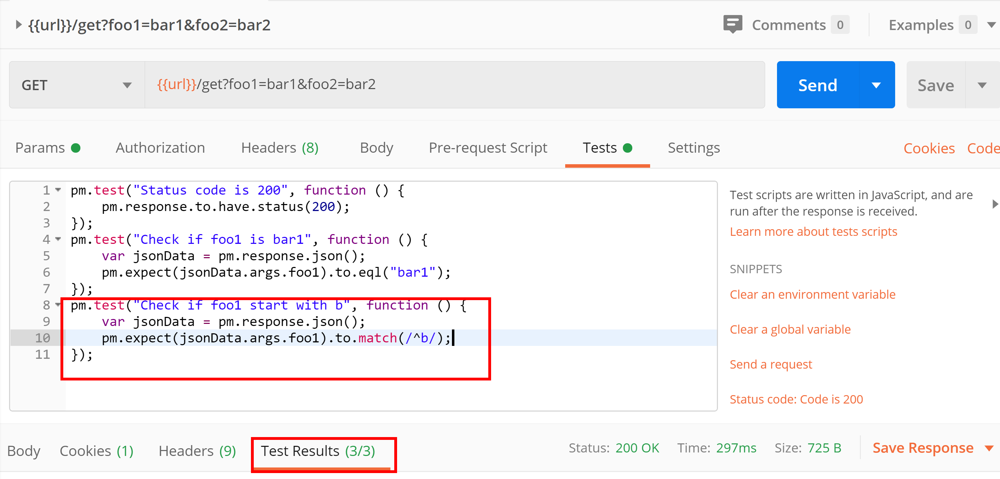 {{url}}/get?foo1=bar1&foo2=bar2
Comments 0
Examples 0
GET
{{url}}/get?foo1=bar1&foo2=bar2
Send
Save
Params
Authorization
Headers (8)
Body
Pre-request Script
Tests
Settings
Cookies
Code
1 pm.test("Status code is 200", function () {
2     pm.response.to.have.status(200);
3 });
4 pm.test("Check if foo1 is bar1", function () {
5     var jsonData = pm.response.json();
6     pm.expect(jsonData.args.foo1).to.eql("bar1");
7 });
8 pm.test("Check if foo1 start with b", function () {
9     var jsonData = pm.response.json();
10     pm.expect(jsonData.args.foo1).to.match(/^b/);
11 });
Test scripts are written in JavaScript, and are
run after the response is received.
Learn more about tests scripts
SNIPPETS
Clear an environment variable
Clear a global variable
Send a request
Status code: Code is 200
Body
Cookies (1)
Headers (9)
Test Results (3/3)
Status: 200 OK
Time: 297ms
Size: 725 B
Save Response